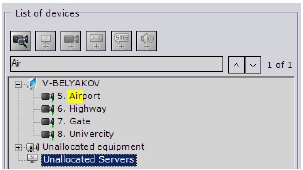 List of devices
SMS
Air
1 of 1
V-BELYAKOV
5. Airport
6. Highway
7. Gate
8. Univercity
Unallocated equipment
Unallocated Servers